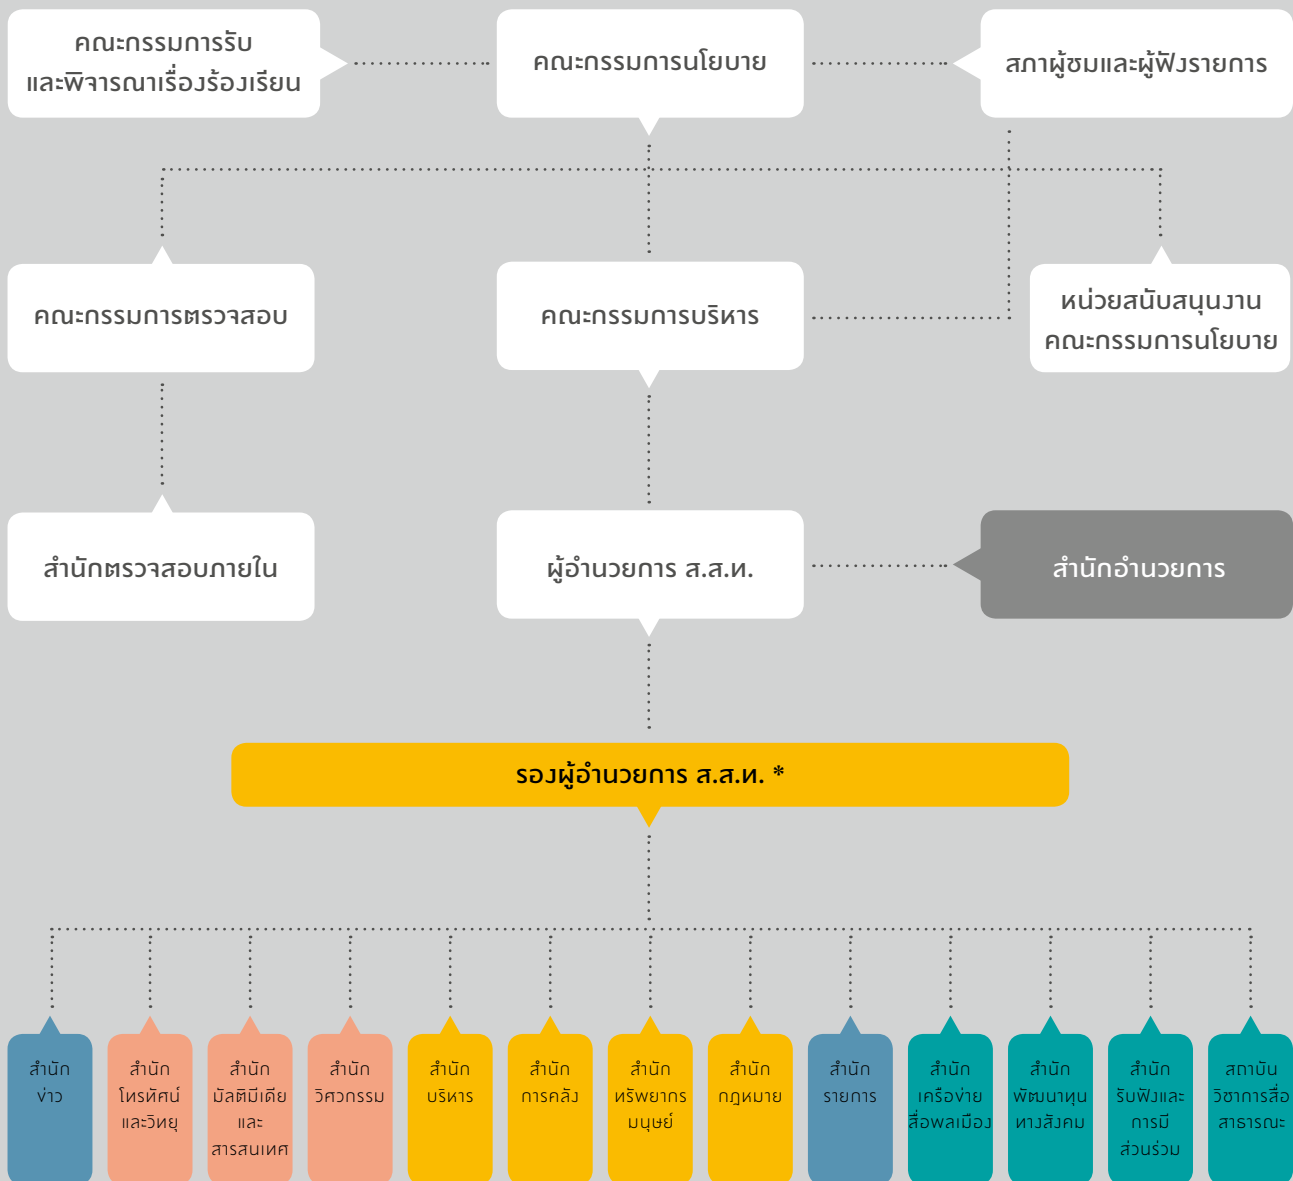 คณะกรรมการรับ
และพิจารณาเรื่องร้องเรียน
คณะกรรมการนโยบาย
สภาผู้ชมและผู้ฟังรายการ
คณะกรรมการตรวจสอบ
คณะกรรมการบริหาร
หน่วยสนับสนุนงาน
คณะกรรมการนโยบาย
สำนักตรวจสอบภายใน
ผู้อำนวยการ ส.ส.ท.
สำนักอำนวยการ
รองผู้อำนวยการ ส.ส.ท. *
สำนัก
ข่าว
สำนัก
โทรทัศน์
และวิทยุ
สำนัก
มัลติมีเดีย
และ
สารสนเทศ
สำนัก
วิศวกรรม
สำนัก
บริหาร
สำนัก
การคลัง
สำนัก
ทรัพยากร
มนุษย์
สำนัก
กฎหมาย
สำนัก
รายการ
สำนัก
เครือข่าย
สื่อพลเมือง
สำนัก
พัฒนาทุน
ทางสังคม
สำนัก
รับฟังและ
การมี
ส่วนร่วม
สถาบัน
วิชาการสื่อ
สาธารณะ